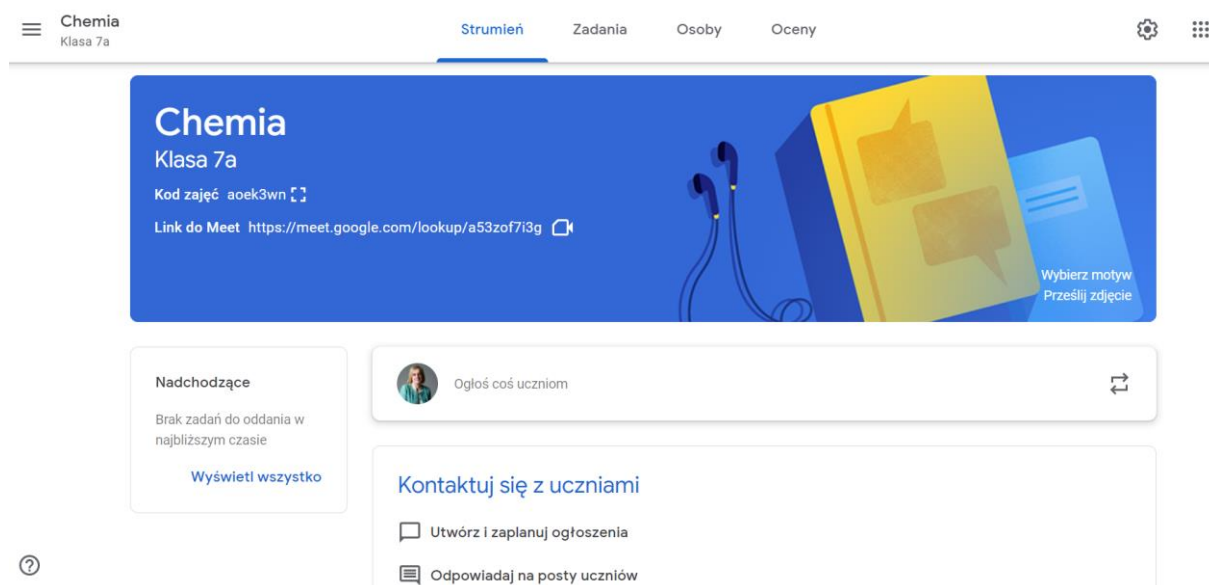 Chemia
Klasa 7a
Strumień
Zadania
Osoby
Oceny
Chemia
Klasa 7a
Kod zajęć aoek3wn
Link do Meet https://meet.google.com/lookup/a53zof7i3g
Wybierz motyw
Prześlij zdjęcie
Nadchodzące
Brak zadań do oddania w
najbliższym czasie
Wyświetl wszystko
Ogłoś coś uczniom
Kontaktuj się z uczniami
Utwórz i zaplanuj ogłoszenia
Odpowiadaj na posty uczniów